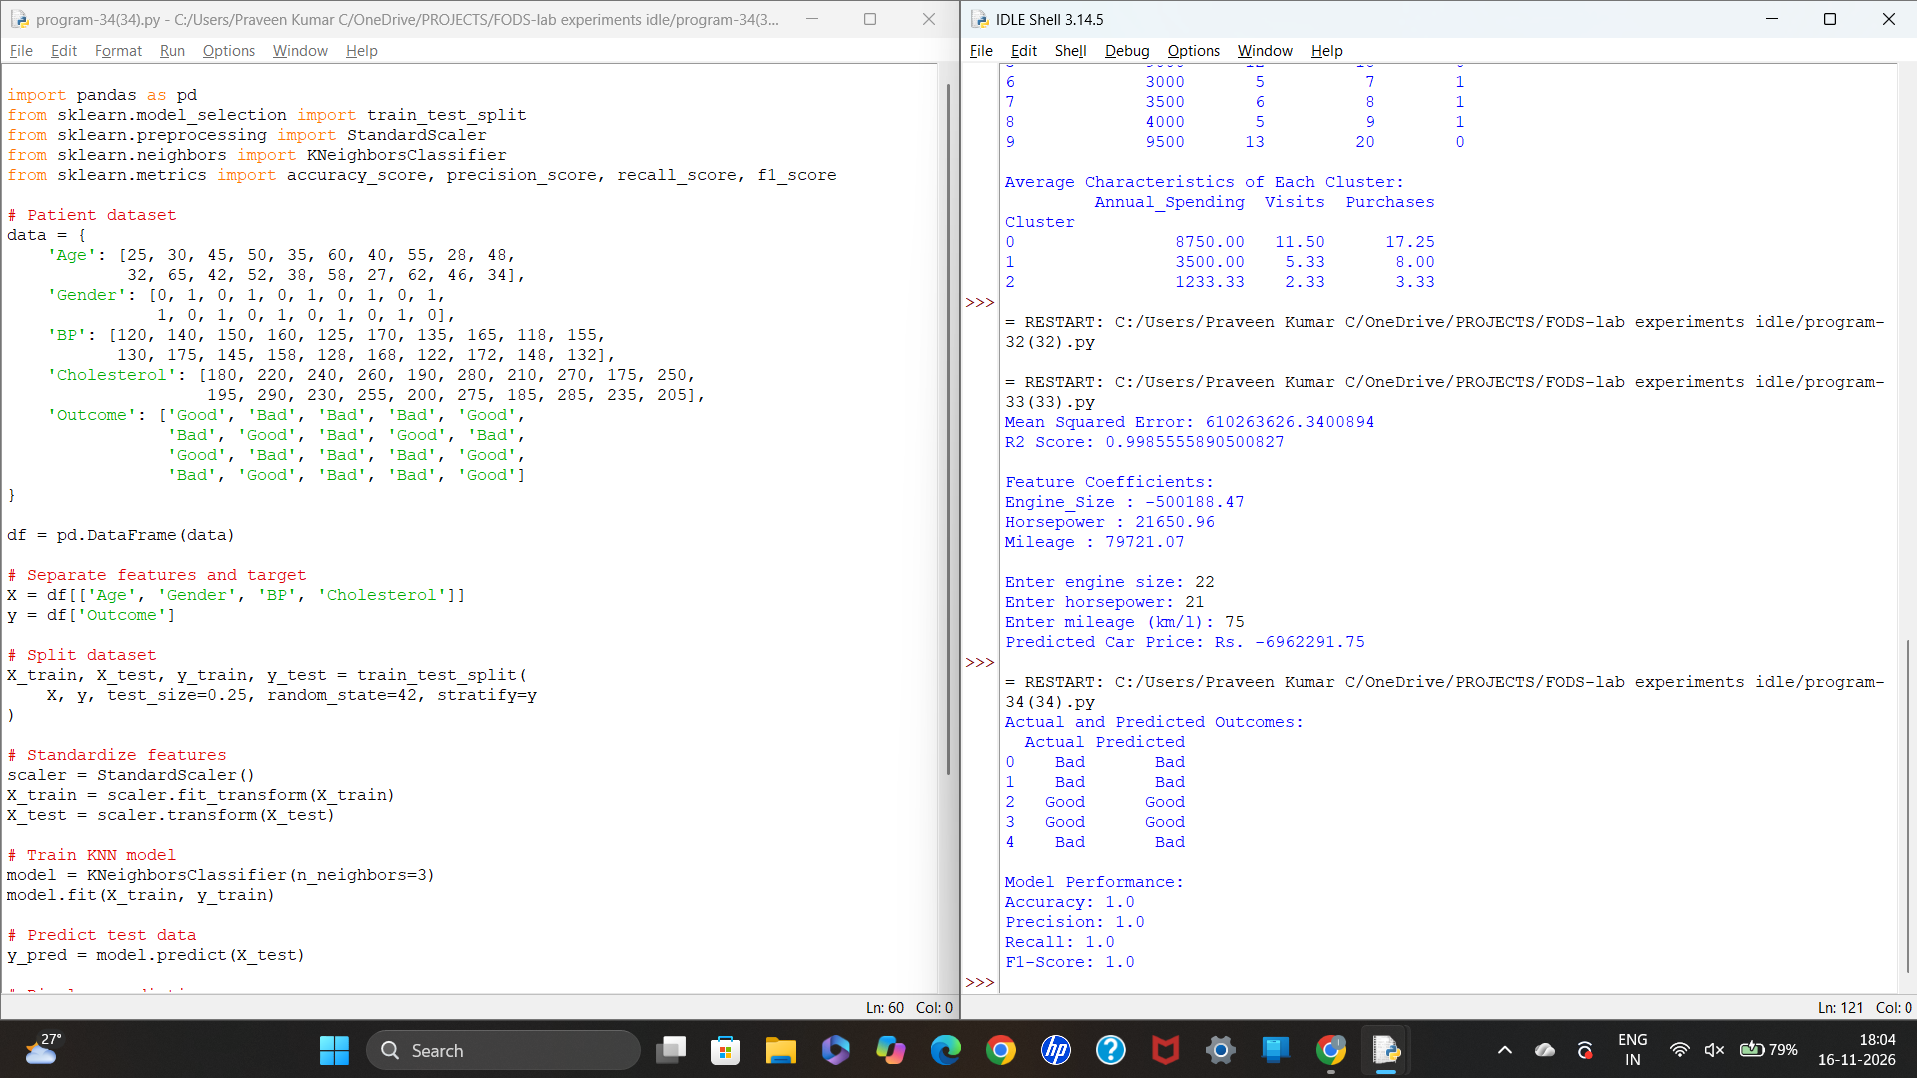 program-34(34).py - C:/Users/Praveen Kumar C/OneDrive/PROJECTS/FODS-lab experiments idle/program-34(3...
File Edit Format Run Options Window Help
import pandas as pd
from sklearn.model_selection import train_test_split
from sklearn.preprocessing import StandardScaler
from sklearn.neighbors import KNeighborsClassifier
from sklearn.metrics import accuracy_score, precision_score, recall_score, f1_score

# Patient dataset
data = {
    'Age': [25, 30, 45, 50, 35, 60, 40, 55, 28, 48,
            32, 65, 42, 52, 38, 58, 27, 62, 46, 34],
    'Gender': [0, 1, 0, 1, 0, 1, 0, 1, 0, 1,
               1, 0, 1, 0, 1, 0, 1, 0, 1, 0],
    'BP': [120, 140, 150, 160, 125, 170, 135, 165, 118, 155,
           130, 175, 145, 158, 128, 168, 122, 172, 148, 132],
    'Cholesterol': [180, 220, 240, 260, 190, 280, 210, 270, 175, 250,
                    195, 290, 230, 255, 200, 275, 185, 285, 235, 205],
    'Outcome': ['Good', 'Bad', 'Bad', 'Bad', 'Good',
                'Bad', 'Good', 'Bad', 'Good', 'Bad',
                'Good', 'Bad', 'Bad', 'Bad', 'Good',
                'Bad', 'Good', 'Bad', 'Bad', 'Good']
}

df = pd.DataFrame(data)

# Separate features and target
X = df[['Age', 'Gender', 'BP', 'Cholesterol']]
y = df['Outcome']

# Split dataset
X_train, X_test, y_train, y_test = train_test_split(
    X, y, test_size=0.25, random_state=42, stratify=y
)

# Standardize features
scaler = StandardScaler()
X_train = scaler.fit_transform(X_train)
X_test = scaler.transform(X_test)

# Train KNN model
model = KNeighborsClassifier(n_neighbors=3)
model.fit(X_train, y_train)

# Predict test data
y_pred = model.predict(X_test)
Ln: 60 Col: 0
IDLE Shell 3.14.5
File Edit Shell Debug Options Window Help
6 3000 5 7 1
7 3500 6 8 1
8 4000 5 9 1
9 9500 13 20 0

Average Characteristics of Each Cluster:
Annual_Spending Visits Purchases
Cluster
0 8750.00 11.50 17.25
1 3500.00 5.33 8.00
2 1233.33 2.33 3.33
>>>
= RESTART: C:/Users/Praveen Kumar C/OneDrive/PROJECTS/FODS-lab experiments idle/program-
32(32).py

= RESTART: C:/Users/Praveen Kumar C/OneDrive/PROJECTS/FODS-lab experiments idle/program-
33(33).py
Mean Squared Error: 610263626.3400894
R2 Score: 0.9985555890500827

Feature Coefficients:
Engine_Size : -500188.47
Horsepower : 21650.96
Mileage : 79721.07

Enter engine size: 22
Enter horsepower: 21
Enter mileage (km/l): 75
Predicted Car Price: Rs. -6962291.75
>>>
= RESTART: C:/Users/Praveen Kumar C/OneDrive/PROJECTS/FODS-lab experiments idle/program-
34(34).py
Actual and Predicted Outcomes:
Actual Predicted
0 Bad Bad
1 Bad Bad
2 Good Good
3 Good Good
4 Bad Bad

Model Performance:
Accuracy: 1.0
Precision: 1.0
Recall: 1.0
F1-Score: 1.0
>>>
Ln: 121 Col: 0
27°
Search
hp
ENG
IN
79%
18:04
16-11-2026